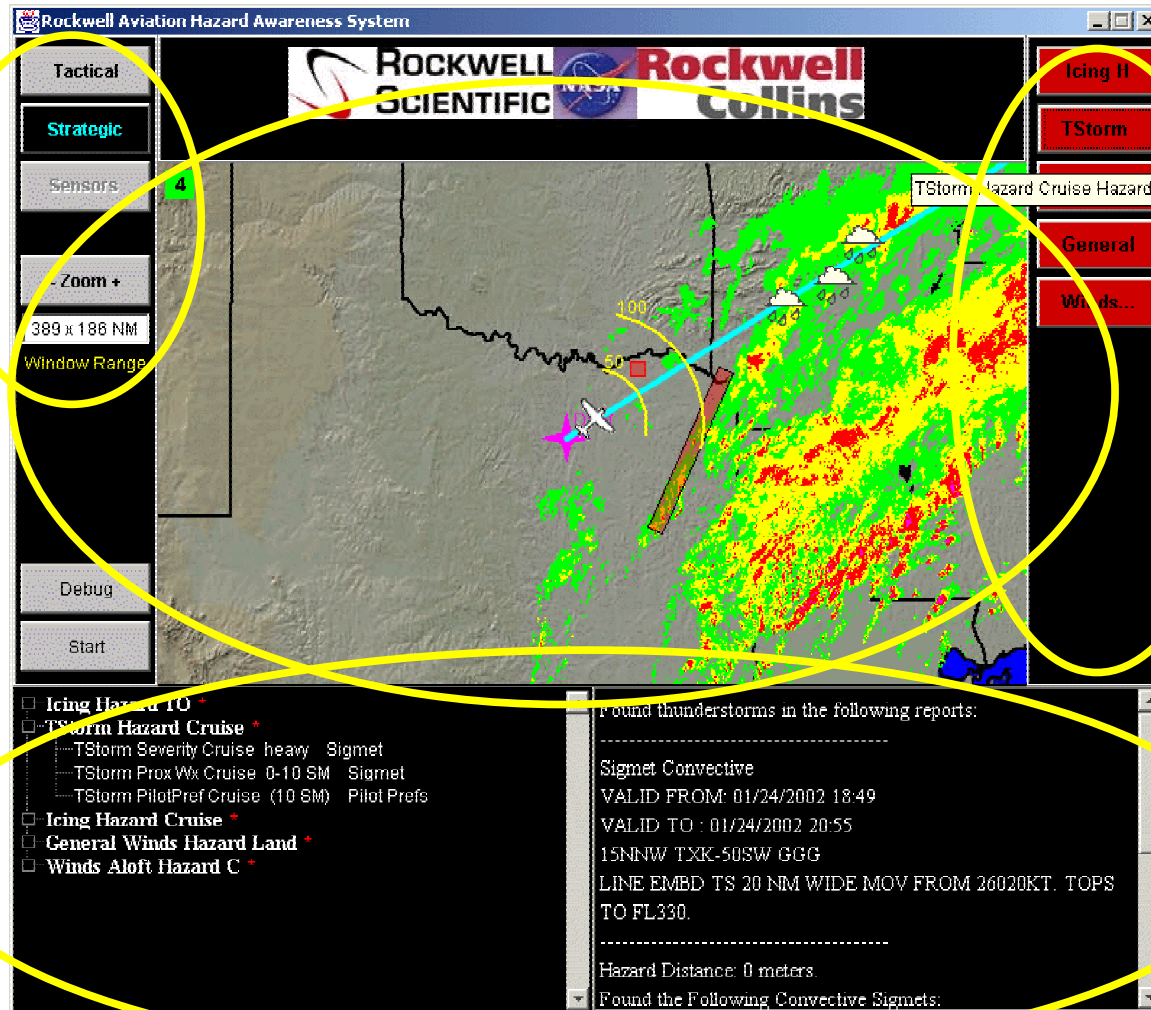 Rockwell Aviation Hazard Awareness System
Tactical
Strategic
Sensors
- Zoom +
389 x 186 NM
Window Range
Debug
Start
ROCKWELL
SCIENTIFIC
NASA
Rockwell
Collins
4
100
50
Icing H
TStorm
TStorm Hazard Cruise Hazard
General
Winds...
Icing Hazard TO *
TStorm Hazard Cruise *
TStorm Severity Cruise heavy Sigmet
TStorm Prox Wx Cruise 0-10 SM Sigmet
TStorm PilotPref Cruise (10 SM) Pilot Prefs
Icing Hazard Cruise *
General Winds Hazard Land *
Winds Aloft Hazard C *
Found thunderstorms in the following reports:
----------------------------------------
Sigmet Convective
VALID FROM: 01/24/2002 18:49
VALID TO : 01/24/2002 20:55
15NNW TXK-50SW GGG
LINE EMBD TS 20 NM WIDE MOV FROM 26020KT. TOPS
TO FL330.
----------------------------------------
Hazard Distance: 0 meters.
Found the Following Convective Sigmets: